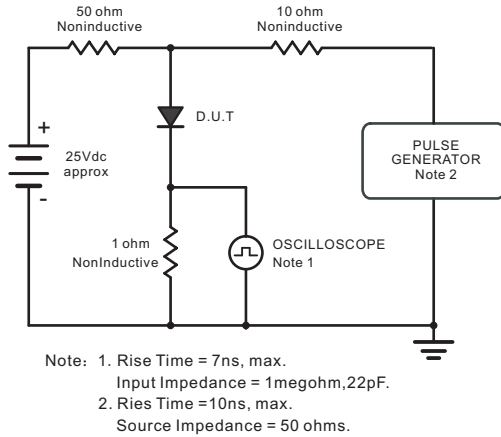 50 ohm
Noninductive
10 ohm
Noninductive
D.U.T
+
25Vdc
approx
-
PULSE
GENERATOR
Note 2
1 ohm
NonInductive
OSCILLOSCOPE
Note 1
Note: 1. Rise Time = 7ns, max.
Input Impedance = 1megohm,22pF.
2. Ries Time =10ns, max.
Source Impedance = 50 ohms.